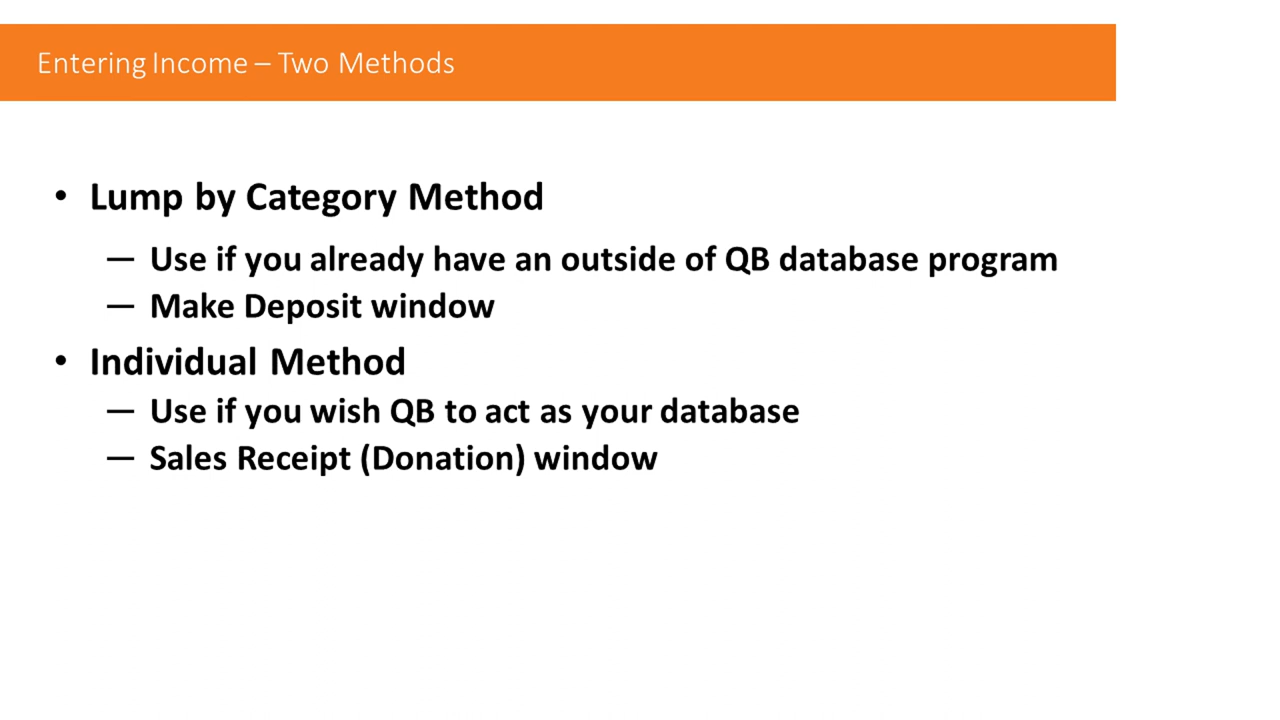 Entering Income – Two Methods
• Lump by Category Method
— Use if you already have an outside of QB database program
— Make Deposit window
• Individual Method
— Use if you wish QB to act as your database
— Sales Receipt (Donation) window